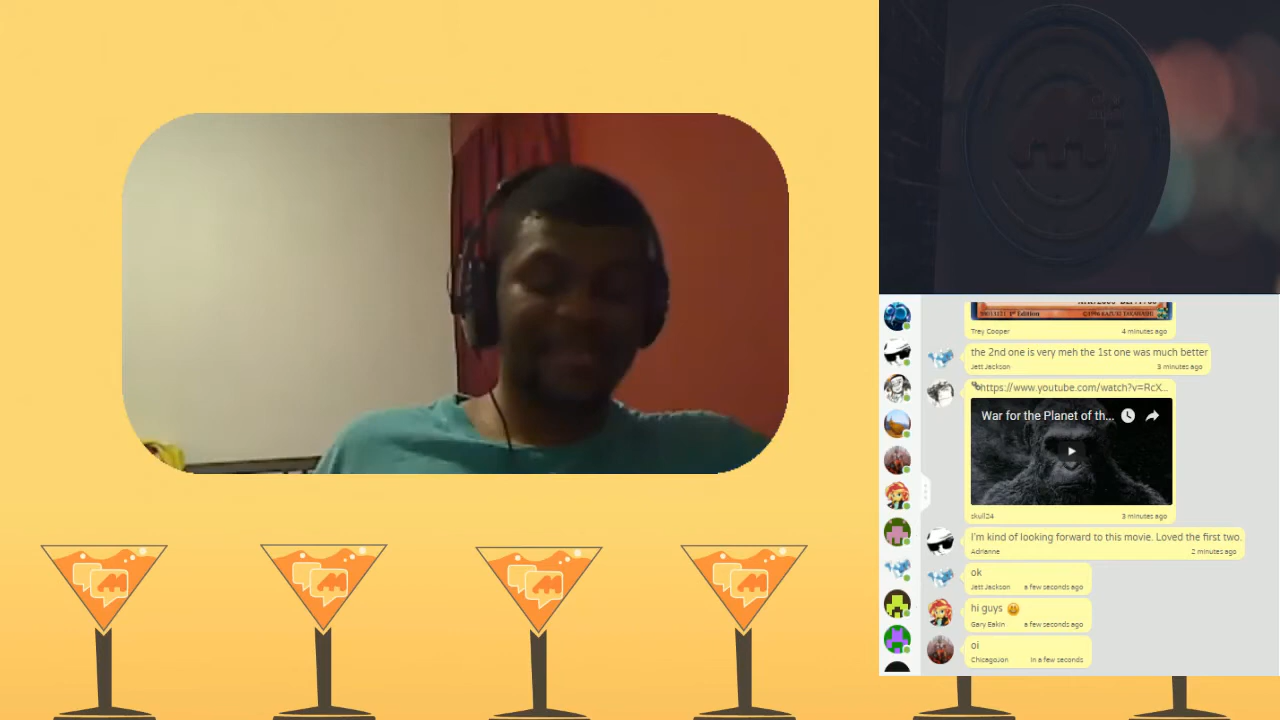 1st Edition
Trey Cooper
4 minutes ago
the 2nd one is very meh the 1st one was much better
Jett Jackson
3 minutes ago
https://www.youtube.com/watch?v=RcX...
War for the Planet of th...
skull24
3 minutes ago
I'm kind of looking forward to this movie. Loved the first two.
Adrianne
2 minutes ago
ok
Jett Jackson
a few seconds ago
hi guys
Gary Eakin
a few seconds ago
oi
ChicagoJon
in a few seconds